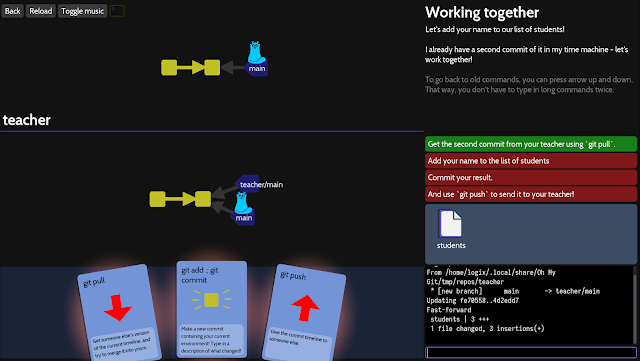 Back Reload Toggle music
main
teacher
teacher/main
main
git pull
Get someone else's version
of the current timeline, and
try to merge it into yours.
git add .; git
commit
Make a new commit
containing your current
environment! Type in a
description of what changed!
git push
Give the current timeline to
someone else.
Working together
Let's add your name to our list of students!
I already have a second commit of it in my time machine - let's
work together!
To go back to old commands, you can press arrow up and down.
That way, you don't have to type in long commands twice.
Get the second commit from your teacher using `git pull`.
Add your name to the list of students
Commit your result.
And use `git push` to send it to your teacher!
students
From /home/logix/.local/share/Oh My
Git/tmp/repos/teacher
* [new branch] main -> teacher/main
Updating fe70558..4d2edd7
Fast-forward
students | 3 +++
1 file changed, 3 insertions(+)